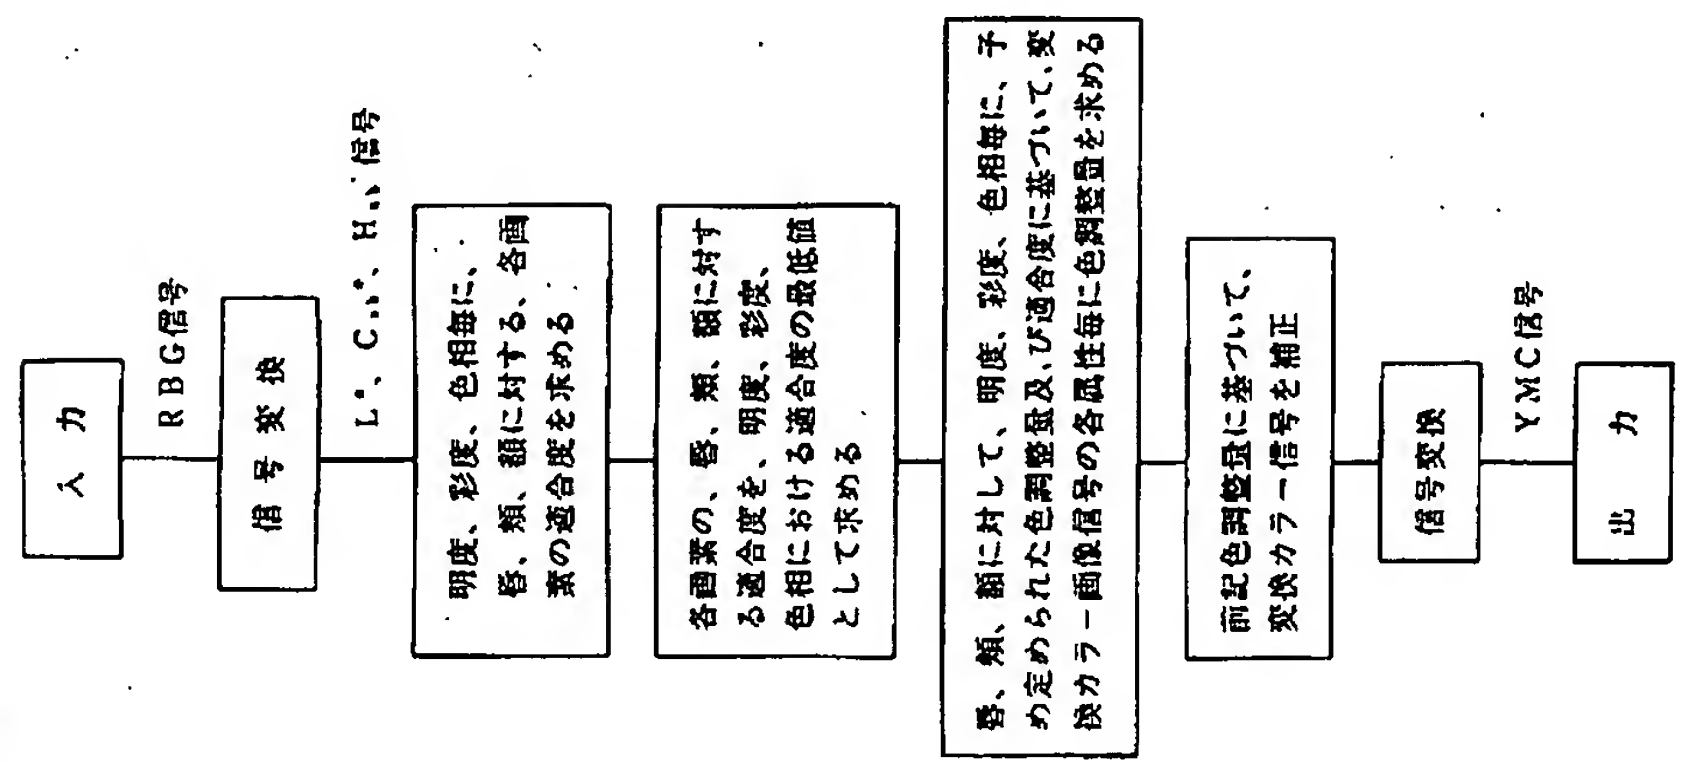 入 力
RBG信号
信 号 変 換
明度、彩度、色相毎に、
唇、頬、額に対する、各画
素の適合度を求める
各画素の、唇、頬、額に対す
る適合度を、明度、彩度、
色相における適合度の最低値
として求める
唇、頬、額に対して、明度、彩度、色相毎に、予
め定められた色調整量及、び適合度に基づいて、変
換カラー画像信号の各属性毎に色調整量を求める
前記色調整量に基づいて、
変換カラー信号を補正
信号変換
YMC信号
出 力